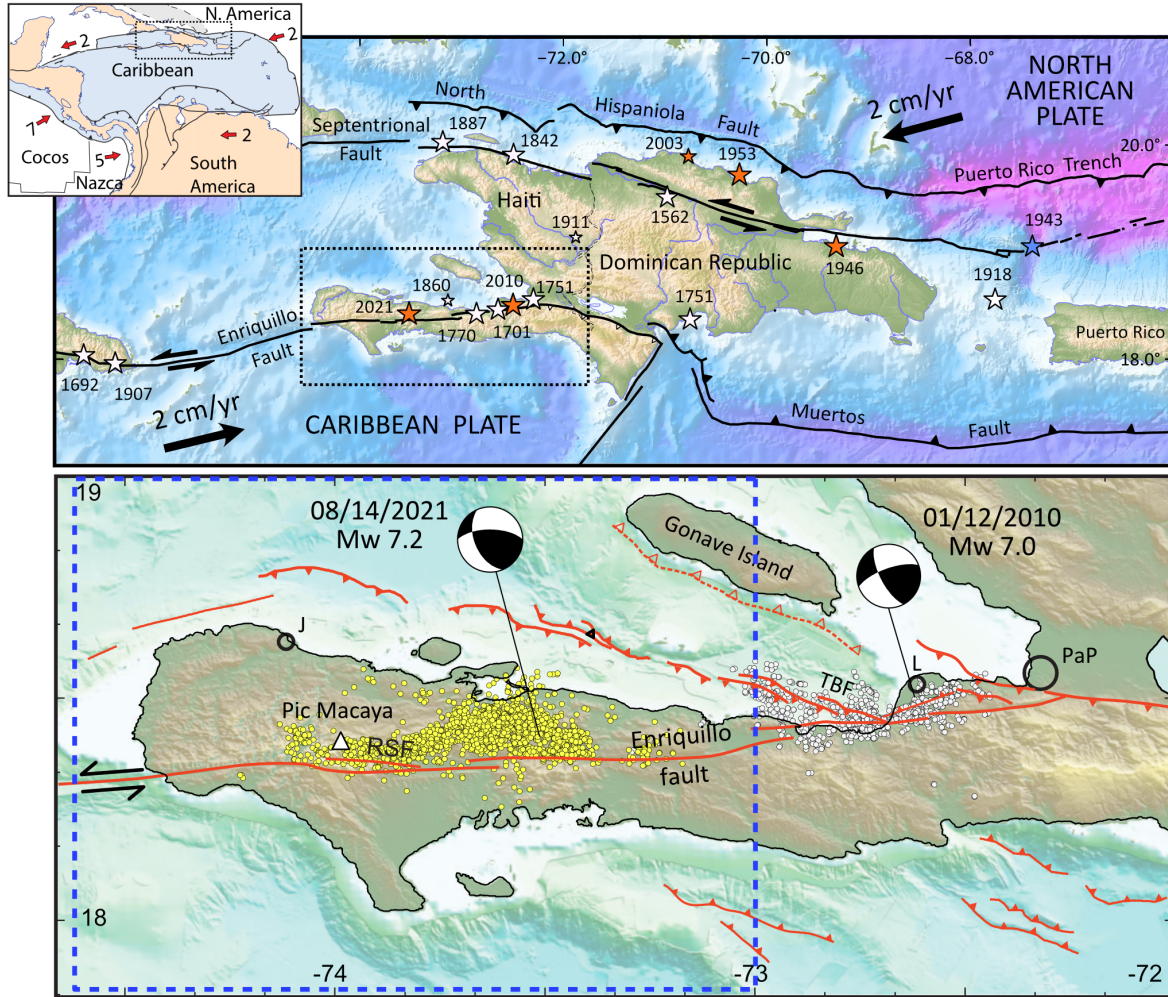 N. America
2
2
Caribbean
7
Cocos
5
Nazca
2
South
America
-72.0
-70.0
-68.0
NORTH
AMERICAN
PLATE
2 cm/yr
20.0
North
Hispaniola
Fault
Septentrional
Fault
1887
1842
2003
1953
Puerto Rico Trench
Haiti
1562
1911
1943
Dominican Republic
1946
1918
1860
2010
1751
2021
1751
Enriquillo
Fault
1770
1701
Puerto Rico
18.0
1692
1907
2 cm/yr
CARIBBEAN PLATE
Muertos
Fault
19
08/14/2021
Mw 7.2
01/12/2010
Mw 7.0
Gonave Island
J
L
PaP
TBF
Pic Macaya
RSF
Enriquillo
fault
18
-74
-73
-72